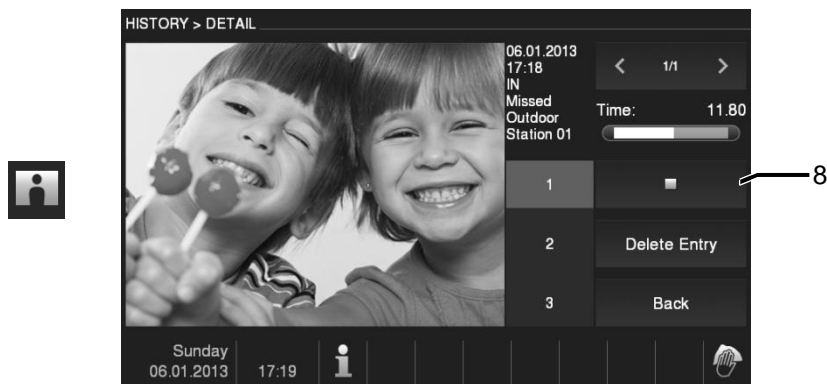 HISTORY > DETAIL
06.01.2013
17:18
IN
Missed
Outdoor
Station 01
< 1/1 >
Time: 11.80
1
8
2
Delete Entry
3
Back
Sunday
06.01.2013 17:19